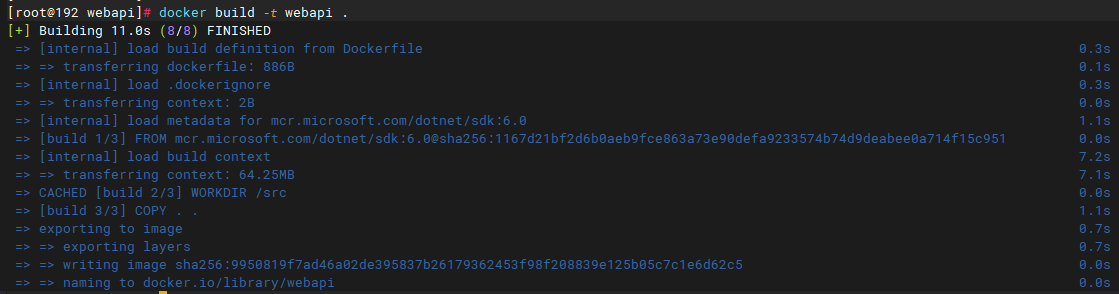 [root@192 webapi]# docker build -t webapi .
[+] Building 11.0s (8/8) FINISHED
=> [internal] load build definition from Dockerfile 0.3s
=> => transferring dockerfile: 886B 0.1s
=> [internal] load .dockerignore 0.3s
=> => transferring context: 2B 0.0s
=> [internal] load metadata for mcr.microsoft.com/dotnet/sdk:6.0 1.1s
=> [build 1/3] FROM mcr.microsoft.com/dotnet/sdk:6.0@sha256:1167d21bf2d6b0aeb9fce863a73e90defa9233574b74d9deabee0a714f15c951 0.0s
=> [internal] load build context 7.2s
=> => transferring context: 64.25MB 7.1s
=> CACHED [build 2/3] WORKDIR /src 0.0s
=> [build 3/3] COPY . . 1.1s
=> exporting to image 0.7s
=> => exporting layers 0.7s
=> => writing image sha256:9950819f7ad46a02de395837b26179362453f98f208839e125b05c7c1e6d62c5 0.0s
=> => naming to docker.io/library/webapi 0.0s